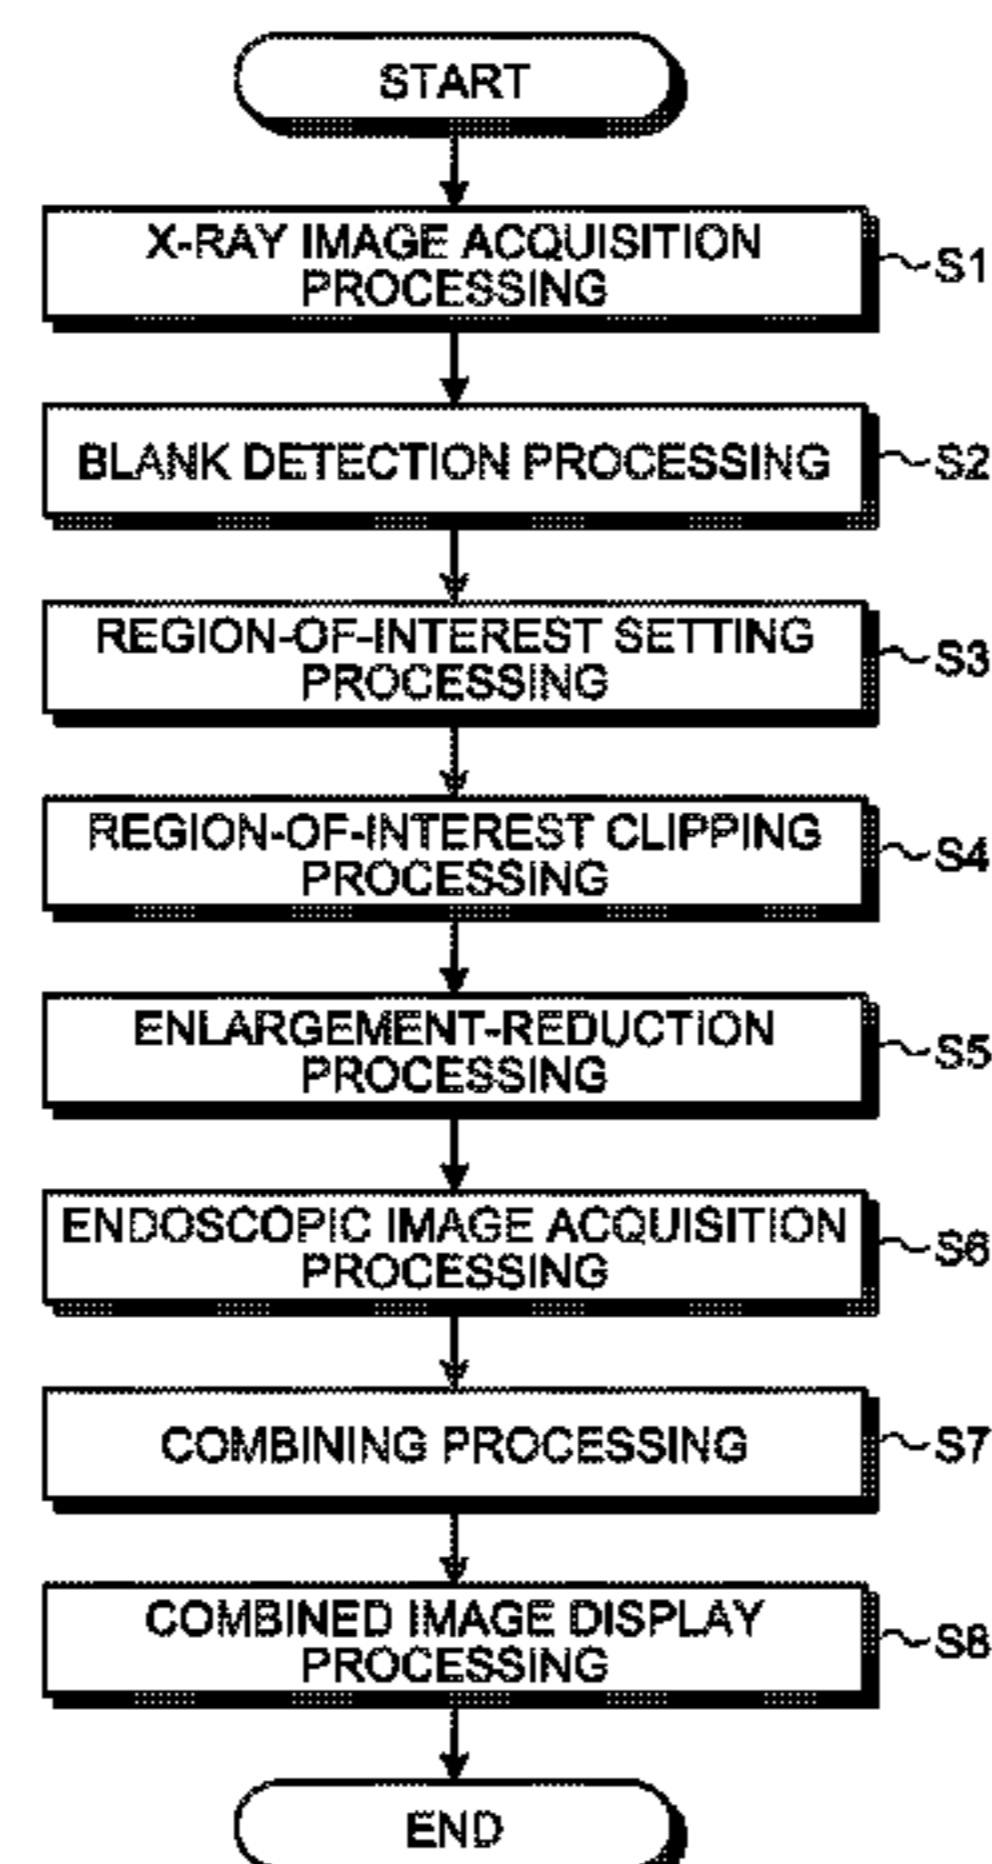 START
X-RAY IMAGE ACQUISITION
PROCESSING
S1
BLANK DETECTION PROCESSING
S2
REGION-OF-INTEREST SETTING
PROCESSING
S3
REGION-OF-INTEREST CLIPPING
PROCESSING
S4
ENLARGEMENT-REDUCTION
PROCESSING
S5
ENDOSCOPIC IMAGE ACQUISITION
PROCESSING
S6
COMBINING PROCESSING
S7
COMBINED IMAGE DISPLAY
PROCESSING
S8
END